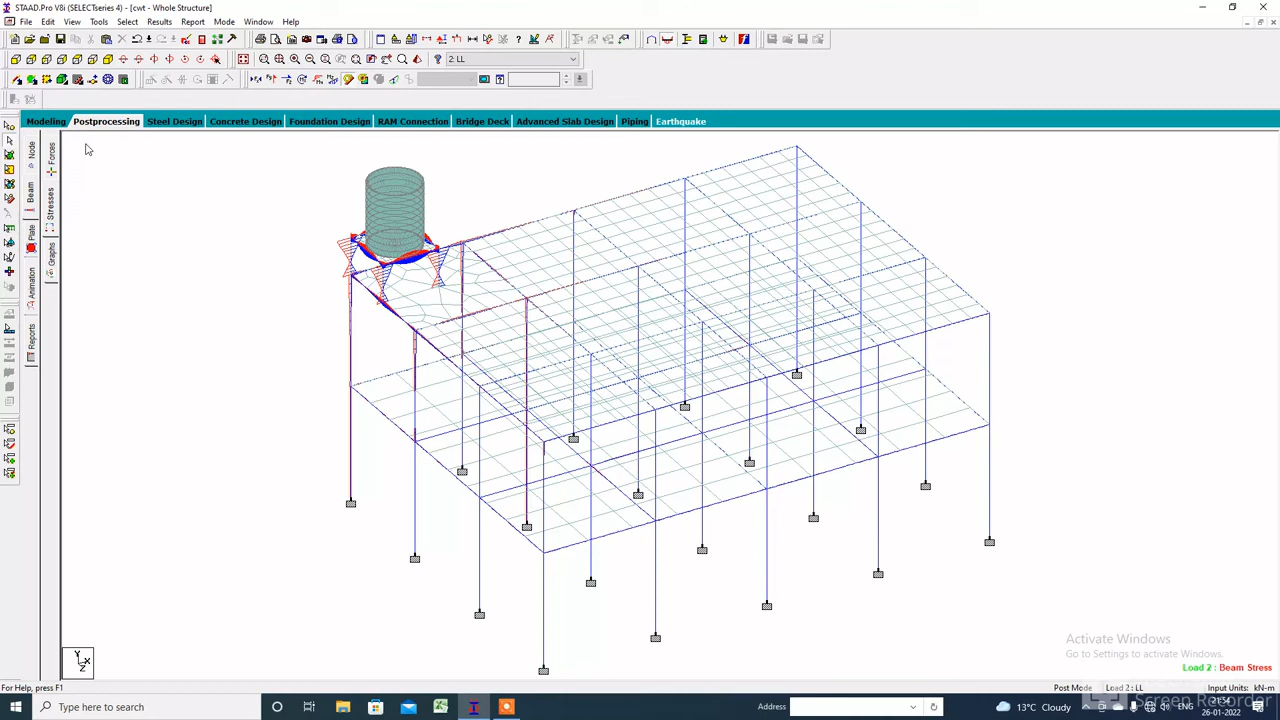 STAAD.Pro V8i (SELECTseries 4) - [cwt - Whole Structure]
File Edit View Tools Select Results Report Mode Window Help
2: LL
Modeling Postprocessing Steel Design Concrete Design Foundation Design RAM Connection Bridge Deck Advanced Slab Design Piping Earthquake
Node
Beam
Plate
Animation
Reports
Forces
Stresses
Graphs
Y
X
Z
Activate Windows
Go to Settings to activate Windows.
Load 2 : Beam Stress
For Help, press F1
Post Mode Load 2 : LL Input Units: kN-m
Screen Recorder
Type here to search
Address
13°C Cloudy
ENG
21:54
26-01-2022